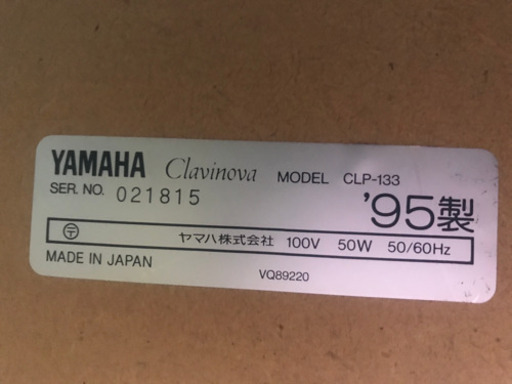 YAMAHA Clavinova MODEL CLP-133
SER. NO. 021815 '95製
〒 ヤマハ株式会社 100V 50W 50/60Hz
MADE IN JAPAN VQ89220